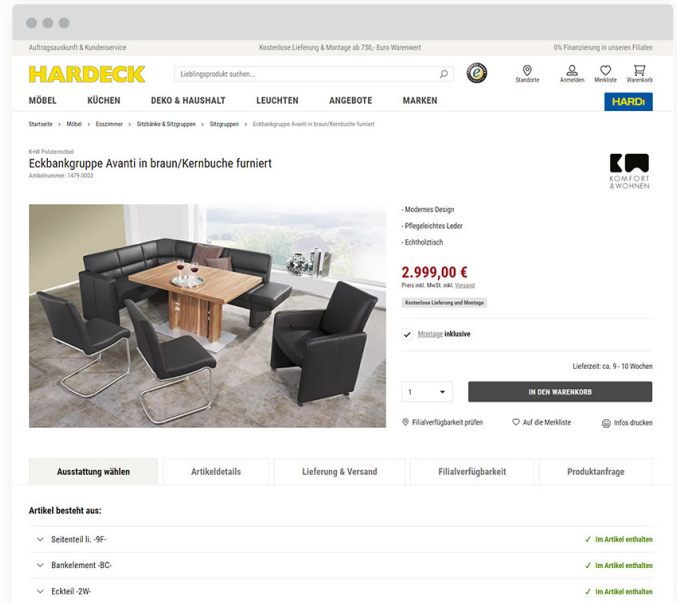 Auftragsauskunft & Kundenservice
Kostenlose Lieferung & Montage ab 750,- Euro Warenwert
0% Finanzierung in unseren Filialen
HARDECK
Lieblingsprodukt suchen...
e
Standorte
Anmelden
Merkliste
Warenkorb
MÖBEL
KÜCHEN
DEKO & HAUSHALT
LEUCHTEN
ANGEBOTE
MARKEN
HARDi
Startseite > Möbel > Esszimmer > Sitzbänke & Sitzgruppen > Sitzgruppen > Eckbankgruppe Avanti in braun/Kernbuche furniert
K+W Polstermöbel
Eckbankgruppe Avanti in braun/Kernbuche furniert
Artikelnummer: 1479.0003
KW
KOMFORT
& WOHNEN
- Modernes Design
- Pflegeleichtes Leder
- Echtholztisch
2.999,00 €
Preis inkl. MwSt. inkl. Versand
Kostenlose Lieferung und Montage
Montage inklusive
Lieferzeit: ca. 9 - 10 Wochen
1
IN DEN WARENKORB
Filialverfügbarkeit prüfen
Auf die Merkliste
Infos drucken
Ausstattung wählen
Artikeldetails
Lieferung & Versand
Filialverfügbarkeit
Produktanfrage
Artikel besteht aus:
Seitenteil li. -9F-
✓ Im Artikel enthalten
Bankelement -BC-
✓ Im Artikel enthalten
Eckteil -2W-
✓ Im Artikel enthalten